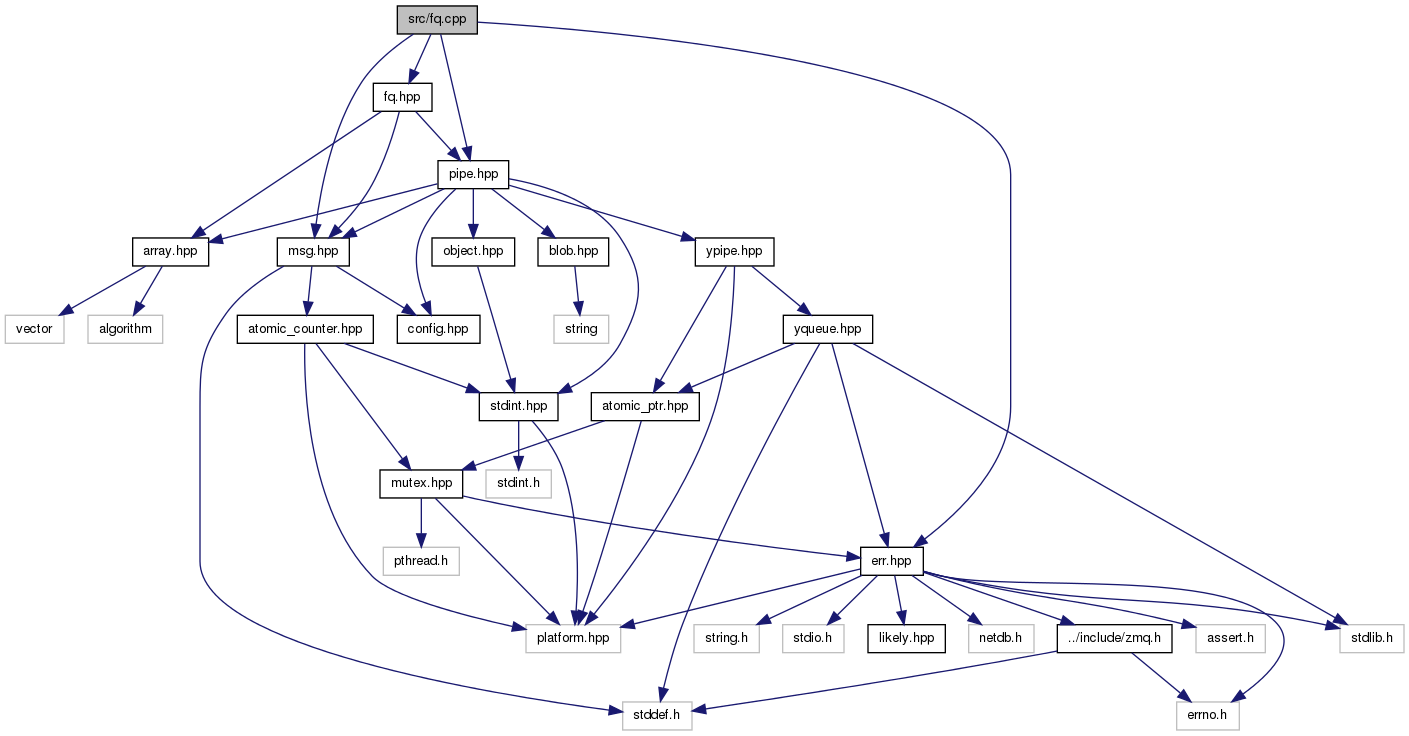 src/fq.cpp
fq.hpp
pipe.hpp
array.hpp
msg.hpp
object.hpp
blob.hpp
ypipe.hpp
vector
algorithm
atomic_counter.hpp
config.hpp
string
yqueue.hpp
stdint.hpp
atomic_ptr.hpp
mutex.hpp
stdint.h
pthread.h
err.hpp
platform.hpp
string.h
stdio.h
likely.hpp
netdb.h
../include/zmq.h
assert.h
stdlib.h
stddef.h
errno.h